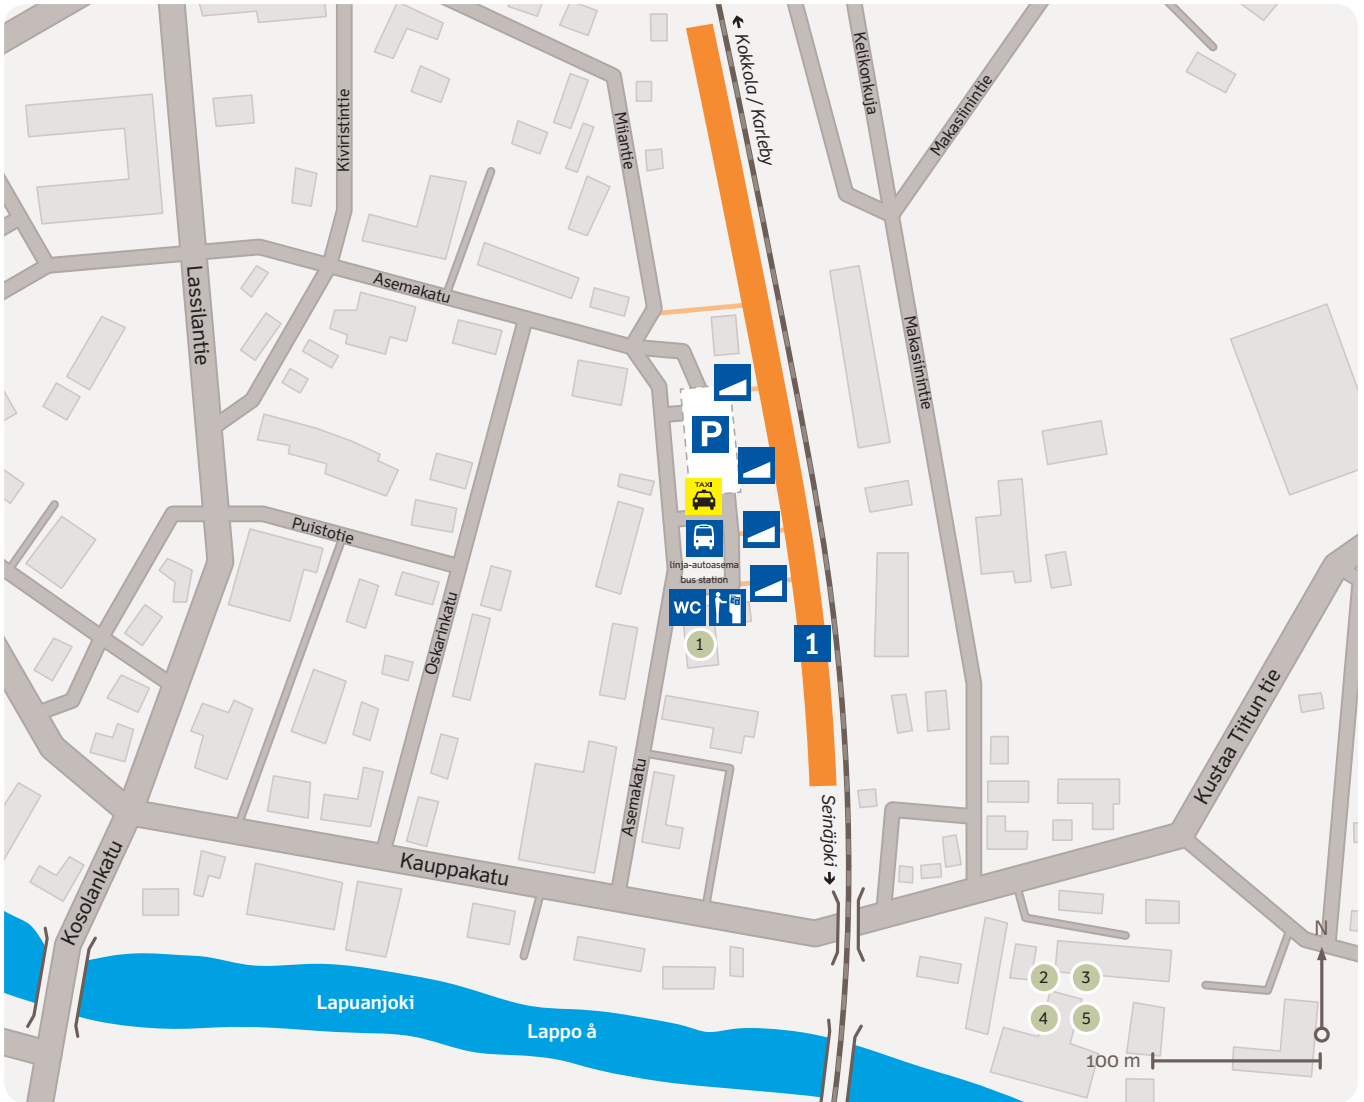 ← Kokkola / Karleby
Kelikonkuja
Makasiinintie
Kiviristintie
Miiantie
Asemakatu
Lassilantie
Makasiinintie
P
TAXI
Puistotie
linja-autoasema
bus station
WC
Oskarinkatu
1
1
Kustaa Tiitun tie
Asemakatu
Seinäjoki →
Kauppakatu
Kosolankatu
N
2
3
Lapuanjoki
4
5
Lappo å
100 m